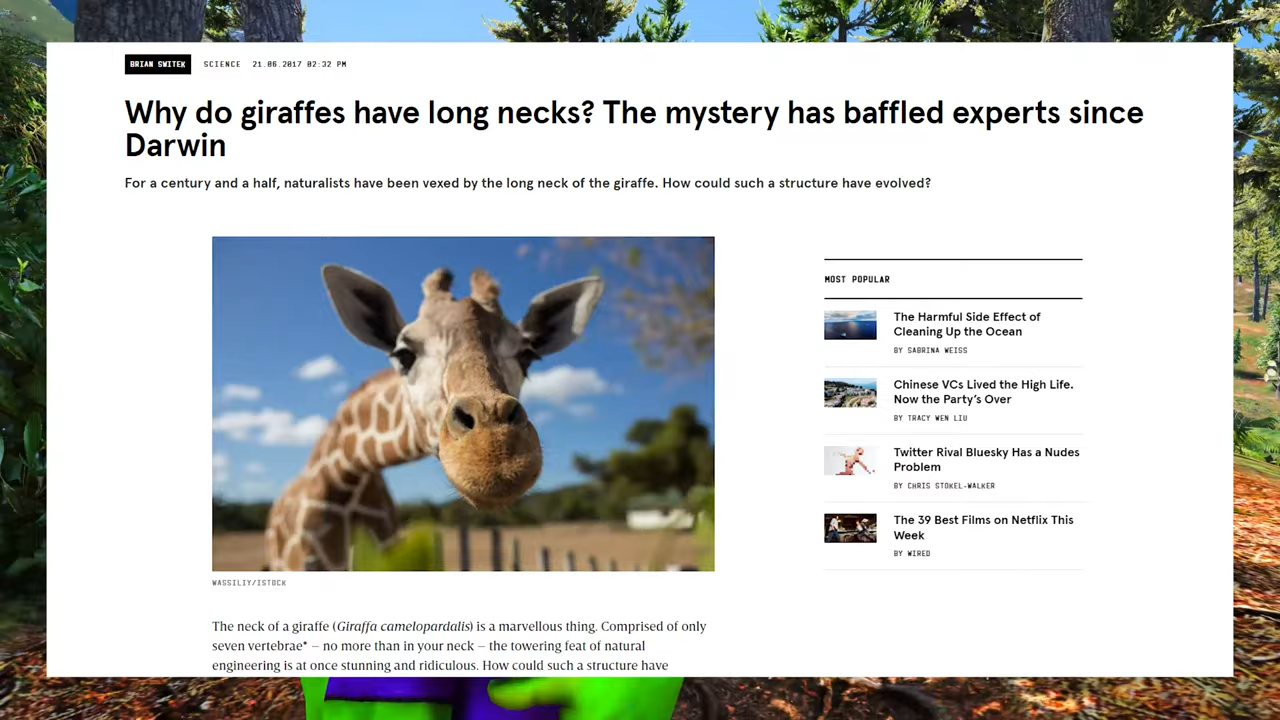 BRIAN SWITEK SCIENCE 21.06.2017 02:32 PM
Why do giraffes have long necks? The mystery has baffled experts since
Darwin
For a century and a half, naturalists have been vexed by the long neck of the giraffe. How could such a structure have evolved?
MOST POPULAR
The Harmful Side Effect of
Cleaning Up the Ocean
BY SABRINA WEISS
Chinese VCs Lived the High Life.
Now the Party's Over
BY TRACY WEN LIU
Twitter Rival Bluesky Has a Nudes
Problem
BY CHRIS STOKEL-WALKER
The 39 Best Films on Netflix This
Week
BY WIRED
WASSILIY/ISTOCK
The neck of a giraffe (Giraffa camelopardalis) is a marvellous thing. Comprised of only
seven vertebrae* – no more than in your neck – the towering feat of natural
engineering is at once stunning and ridiculous. How could such a structure have